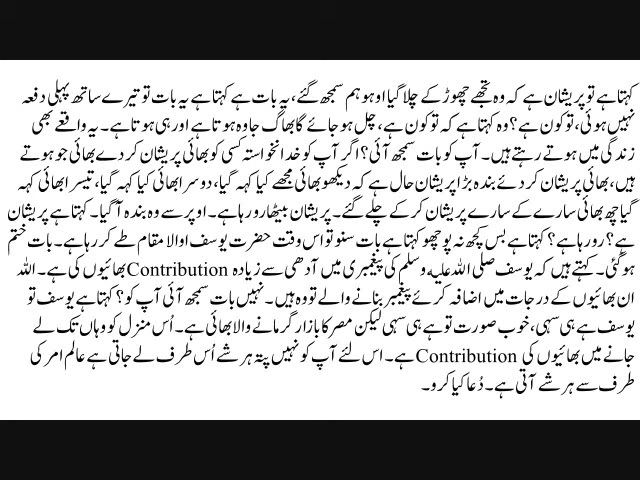 کہتا ہے تو پریشان ہے کہ وہ تجھے چھوڑ کے چلا گیا اوہو ہم سمجھ گئے، یہ بات ہے کہتا ہے یہ بات تو تیرے ساتھ پہلی دفعہ
نہیں ہوئی، تو کون ہے؟ وہ کہتا ہے کہ تو کون ہے، چل ہو جائے گا بھاگ جا وہ ہوتا ہے اور ہی ہوتا ہے۔ یہ واقعے بھی
زندگی میں ہوتے رہتے ہیں۔ آپ کو بات سمجھ آئی؟ اگر آپ کو خدانخواستہ کسی کو بھائی پریشان کر دے بھائی جو ہوتے
ہیں، بھائی پریشان کر دئے بندہ بڑا پریشان حال ہے کہ دیکھو بھائی مجھے کیا کہہ گیا، دوسرا بھائی کیا کہہ گیا، تیسرا بھائی کہہ
گیا چھ بھائی سارے کے سارے پریشان کر کے چلے گئے۔ پریشان بیٹھا رو رہا ہے۔ اوپر سے وہ بندہ آ گیا۔ کہتا ہے پریشان
ہے؟ رو رہا ہے؟ کہتا ہے بس کچھ نہ پوچھو کہتا ہے بات سنو تو اس وقت حضرت یوسف اوالا مقام طے کر رہا ہے۔ بات ختم
ہو گئی۔ کہتے ہیں کہ یوسف صلی اللہ علیہ وسلم کی پیغمبری میں آدھی سے زیادہ Contribution بھائیوں کی ہے۔ اللہ
ان بھائیوں کے درجات میں اضافہ کرئے پیغمبر بنانے والے تو وہ ہیں۔ نہیں بات سمجھ آئی آپ کو؟ کہتا ہے یوسف تو
یوسف ہے ہی سہی، خوب صورت تو ہے ہی سہی لیکن مصر کا بازار گرمانے والا بھائی ہے۔ اُس منزل کو وہاں تک لے
جانے میں بھائیوں کی Contribution ہے۔ اس لئے آپ کو نہیں پتہ ہر شے اُس طرف لے جاتی ہے عالم امر کی
طرف سے ہر شے آتی ہے۔ دُعا کیا کرو۔